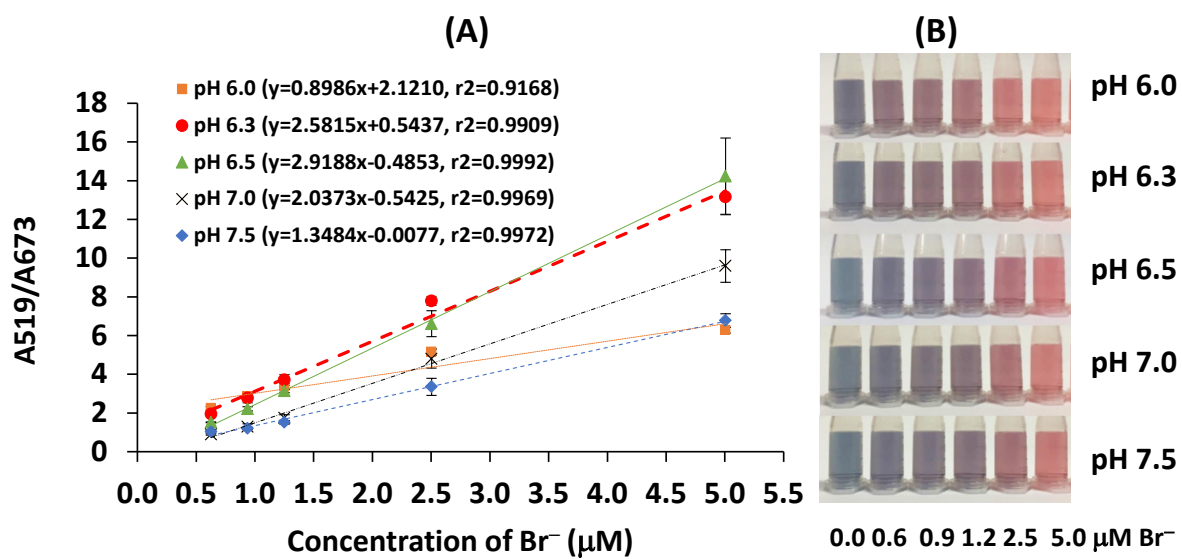 (A)
pH 6.0 (y=0.8986x+2.1210, r2=0.9168)
pH 6.3 (y=2.5815x+0.5437, r2=0.9909)
pH 6.5 (y=2.9188x-0.4853, r2=0.9992)
pH 7.0 (y=2.0373x-0.5425, r2=0.9969)
pH 7.5 (y=1.3484x-0.0077, r2=0.9972)
A519/A673
18
16
14
12
10
8
6
4
2
0
0.0 0.5 1.0 1.5 2.0 2.5 3.0 3.5 4.0 4.5 5.0 5.5
Concentration of Br⁻ (μM)
(B)
pH 6.0
pH 6.3
pH 6.5
pH 7.0
pH 7.5
0.0 0.6 0.9 1.2 2.5 5.0 μM Br⁻